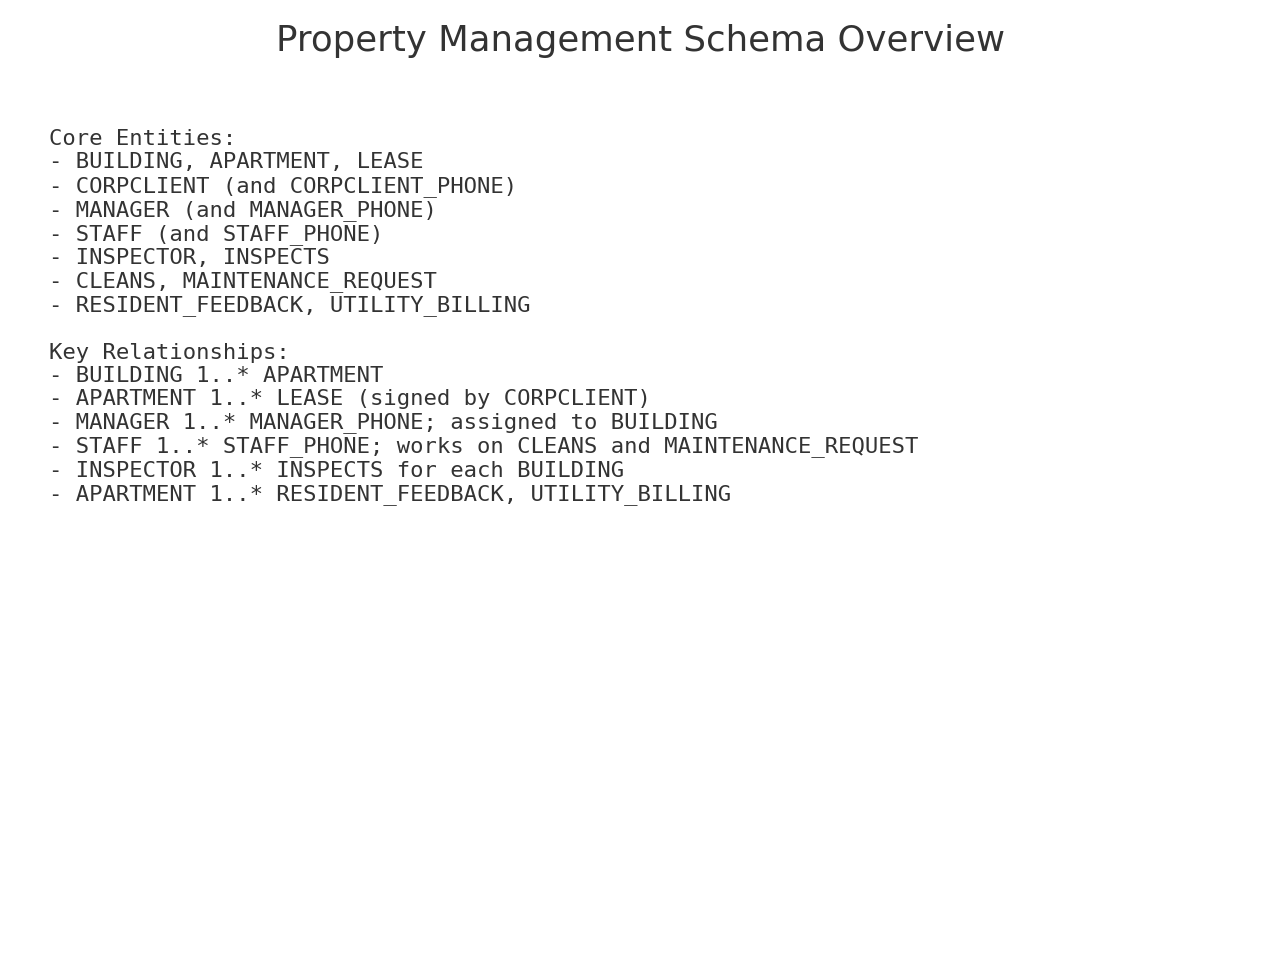 Property Management Schema Overview
Core Entities:
- BUILDING, APARTMENT, LEASE
- CORPCLIENT (and CORPCLIENT_PHONE)
- MANAGER (and MANAGER_PHONE)
- STAFF (and STAFF_PHONE)
- INSPECTOR, INSPECTS
- CLEANS, MAINTENANCE_REQUEST
- RESIDENT_FEEDBACK, UTILITY_BILLING
Key Relationships:
- BUILDING 1..* APARTMENT
- APARTMENT 1..* LEASE (signed by CORPCLIENT)
- MANAGER 1..* MANAGER_PHONE; assigned to BUILDING
- STAFF 1..* STAFF_PHONE; works on CLEANS and MAINTENANCE_REQUEST
- INSPECTOR 1..* INSPECTS for each BUILDING
- APARTMENT 1..* RESIDENT_FEEDBACK, UTILITY_BILLING